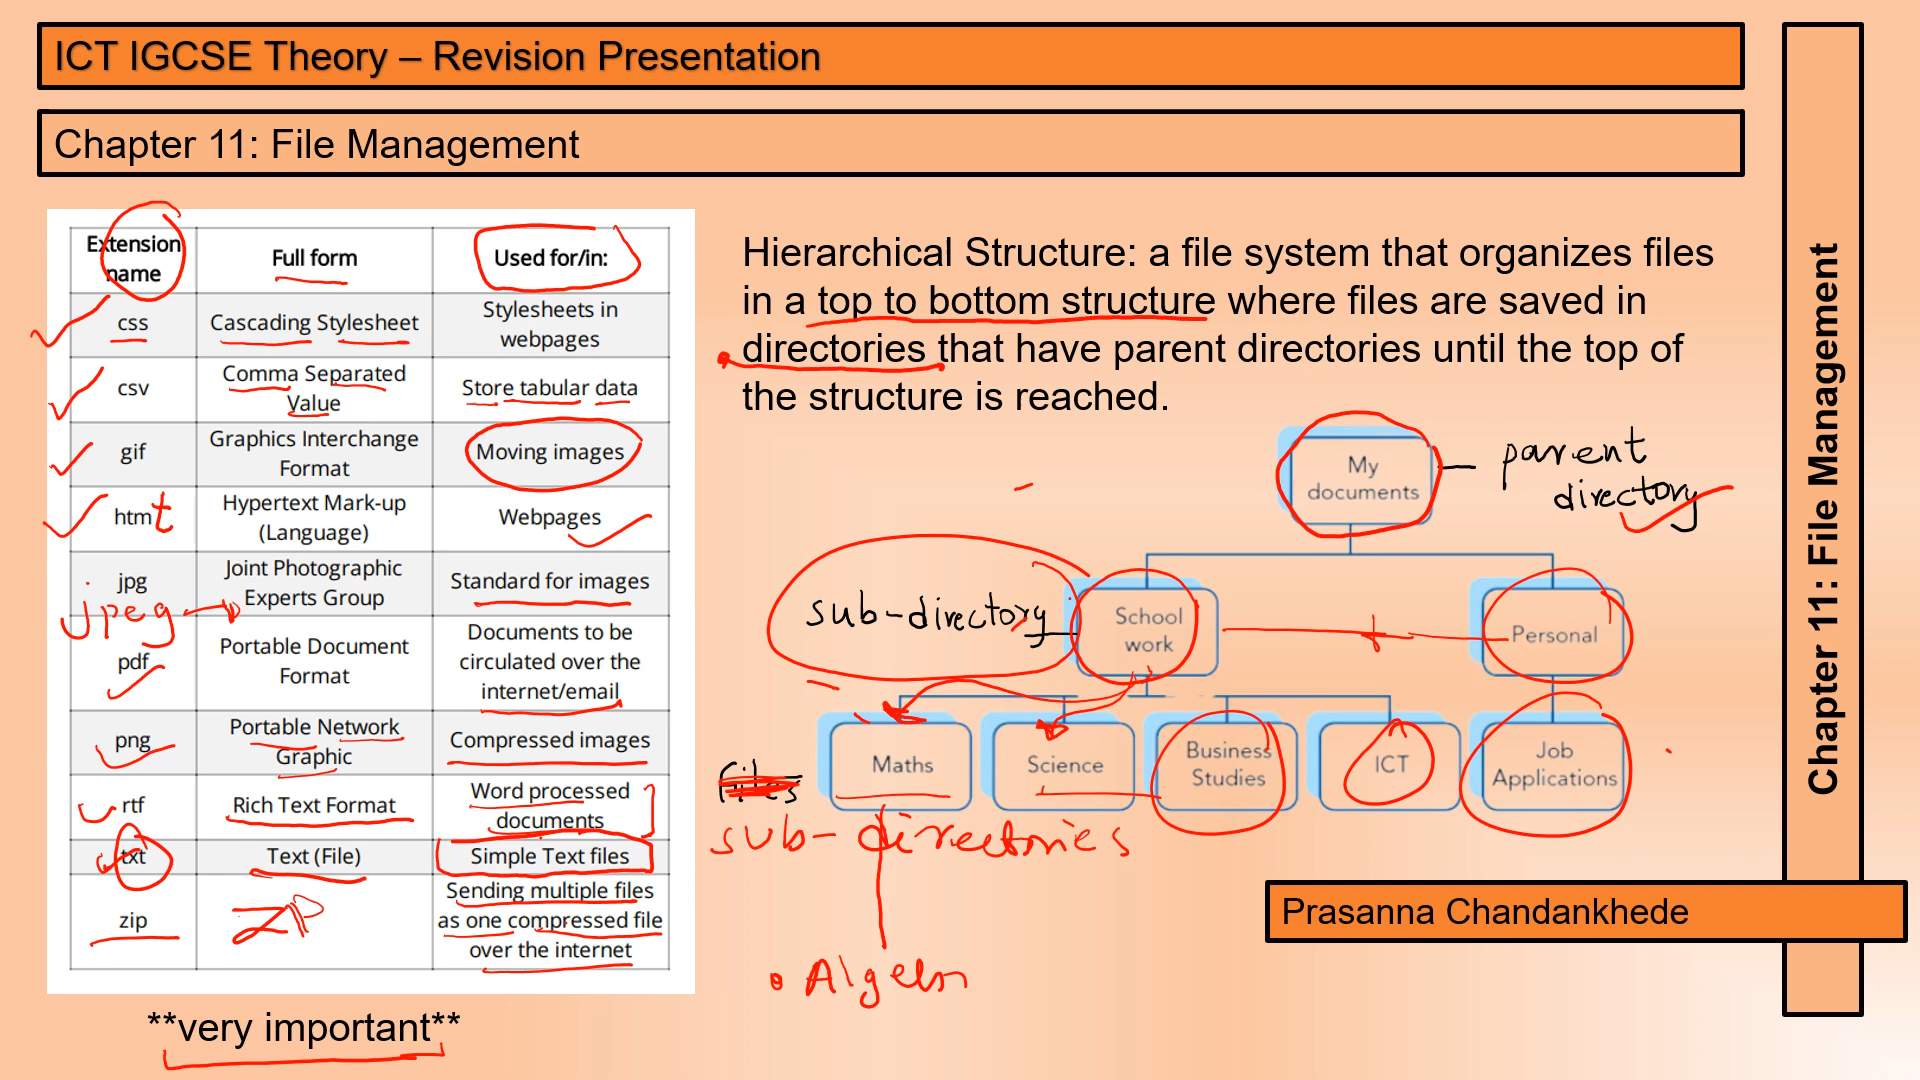 ICT IGCSE Theory – Revision Presentation
Chapter 11: File Management
Extension name
Full form
Used for/in:
css
Cascading Stylesheet
Stylesheets in
webpages
csv
Comma Separated
Value
Store tabular data
gif
Graphics Interchange
Format
Moving images
htm
Hypertext Mark-up
(Language)
Webpages
jpg
Joint Photographic
Experts Group
Standard for images
jpeg
pdf
Portable Document
Format
Documents to be
circulated over the
internet/email
png
Portable Network
Graphic
Compressed images
rtf
Rich Text Format
Word processed
documents
txt
Text (File)
Simple Text files
zip
ZIP
Sending multiple files
as one compressed file
over the internet
**very important**
Hierarchical Structure: a file system that organizes files
in a top to bottom structure where files are saved in
directories that have parent directories until the top of
the structure is reached.
My
documents
parent
directory
sub-directory
School
work
Personal
Maths
Science
Business
Studies
ICT
Job
Applications
sub-directories
Prasanna Chandankhede
Chapter 11: File Management